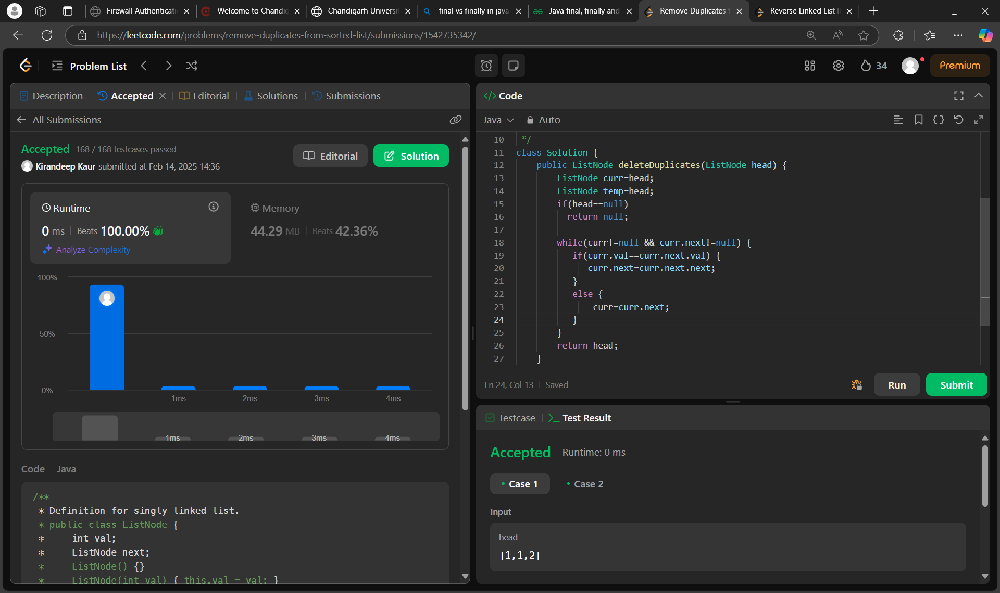 Firewall Authenticati
Welcome to Chandig
Chandigarh Universit
final vs finally in java
Java final, finally and
Remove Duplicates f
Reverse Linked List I
https://leetcode.com/problems/remove-duplicates-from-sorted-list/submissions/1542735342/
Problem List
34
Premium
Description
Accepted
Editorial
Solutions
Submissions
All Submissions
Accepted 168 / 168 testcases passed
Kirandeep Kaur submitted at Feb 14, 2025 14:36
Editorial
Solution
Runtime
0 ms | Beats 100.00%
Analyze Complexity
Memory
44.29 MB | Beats 42.36%
100%
50%
0%
1ms 2ms 3ms 4ms
1ms 2ms 3ms 4ms
Code | Java
/**
* Definition for singly-linked list.
* public class ListNode {
*     int val;
*     ListNode next;
*     ListNode() {}
*     ListNode(int val) { this.val = val; }
</> Code
Java
Auto
10 */
11 class Solution {
12     public ListNode deleteDuplicates(ListNode head) {
13         ListNode curr=head;
14         ListNode temp=head;
15         if(head==null)
16           return null;
17
18         while(curr!=null && curr.next!=null) {
19            if(curr.val==curr.next.val) {
20               curr.next=curr.next.next;
21            }
22            else {
23                curr=curr.next;
24            }
25         }
26         return head;
27     }
Ln 24, Col 13 | Saved
Run
Submit
Testcase
>_ Test Result
Accepted Runtime: 0 ms
• Case 1
• Case 2
Input
head =
[1,1,2]